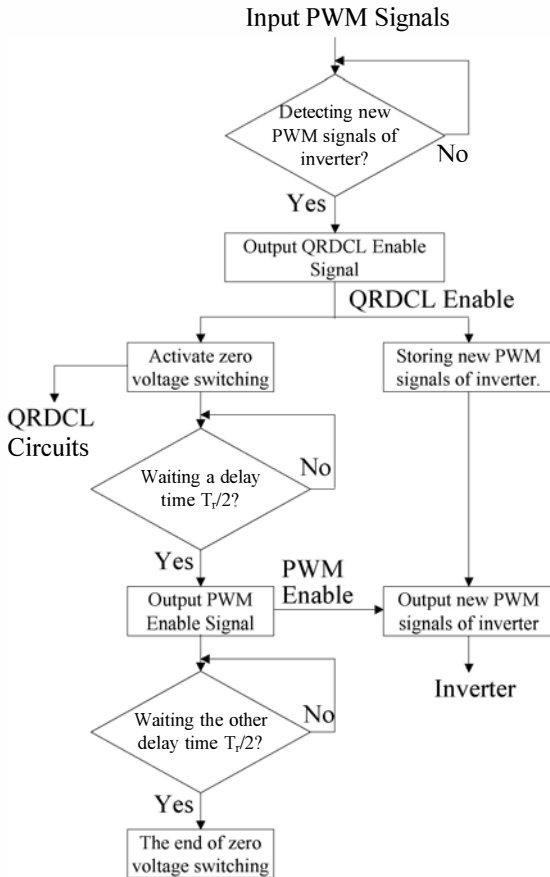 Input PWM Signals
Detecting new
PWM signals of
inverter?
No
Yes
Output QRDCL Enable
Signal
QRDCL Enable
Activate zero
voltage switching
Storing new PWM
signals of inverter.
QRDCL
Circuits
No
Waiting a delay
time Tr/2?
Yes
PWM
Enable
Output PWM
Enable Signal
Output new PWM
signals of inverter
Inverter
No
Waiting the other
delay time Tr/2?
Yes
The end of zero
voltage switching